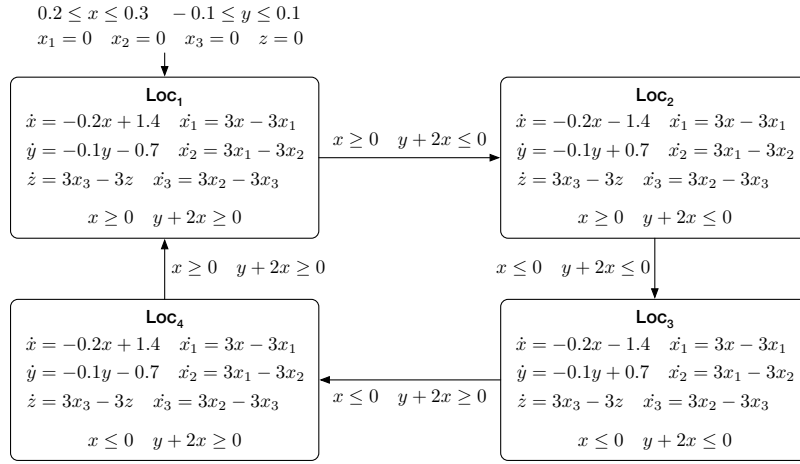 0.2 ≤ x ≤ 0.3 −0.1 ≤ y ≤ 0.1
x₁ = 0 x₂ = 0 x₃ = 0 z = 0
Loc₁
ẋ = −0.2x + 1.4 ẋ₁ = 3x − 3x₁
ẏ = −0.1y − 0.7 ẋ₂ = 3x₁ − 3x₂
ż = 3x₃ − 3z ẋ₃ = 3x₂ − 3x₃
x ≥ 0 y + 2x ≥ 0
x ≥ 0 y + 2x ≤ 0
Loc₂
ẋ = −0.2x − 1.4 ẋ₁ = 3x − 3x₁
ẏ = −0.1y + 0.7 ẋ₂ = 3x₁ − 3x₂
ż = 3x₃ − 3z ẋ₃ = 3x₂ − 3x₃
x ≥ 0 y + 2x ≤ 0
x ≥ 0 y + 2x ≥ 0
x ≤ 0 y + 2x ≤ 0
Loc₄
ẋ = −0.2x + 1.4 ẋ₁ = 3x − 3x₁
ẏ = −0.1y − 0.7 ẋ₂ = 3x₁ − 3x₂
ż = 3x₃ − 3z ẋ₃ = 3x₂ − 3x₃
x ≤ 0 y + 2x ≥ 0
x ≤ 0 y + 2x ≥ 0
Loc₃
ẋ = −0.2x − 1.4 ẋ₁ = 3x − 3x₁
ẏ = −0.1y + 0.7 ẋ₂ = 3x₁ − 3x₂
ż = 3x₃ − 3z ẋ₃ = 3x₂ − 3x₃
x ≤ 0 y + 2x ≤ 0